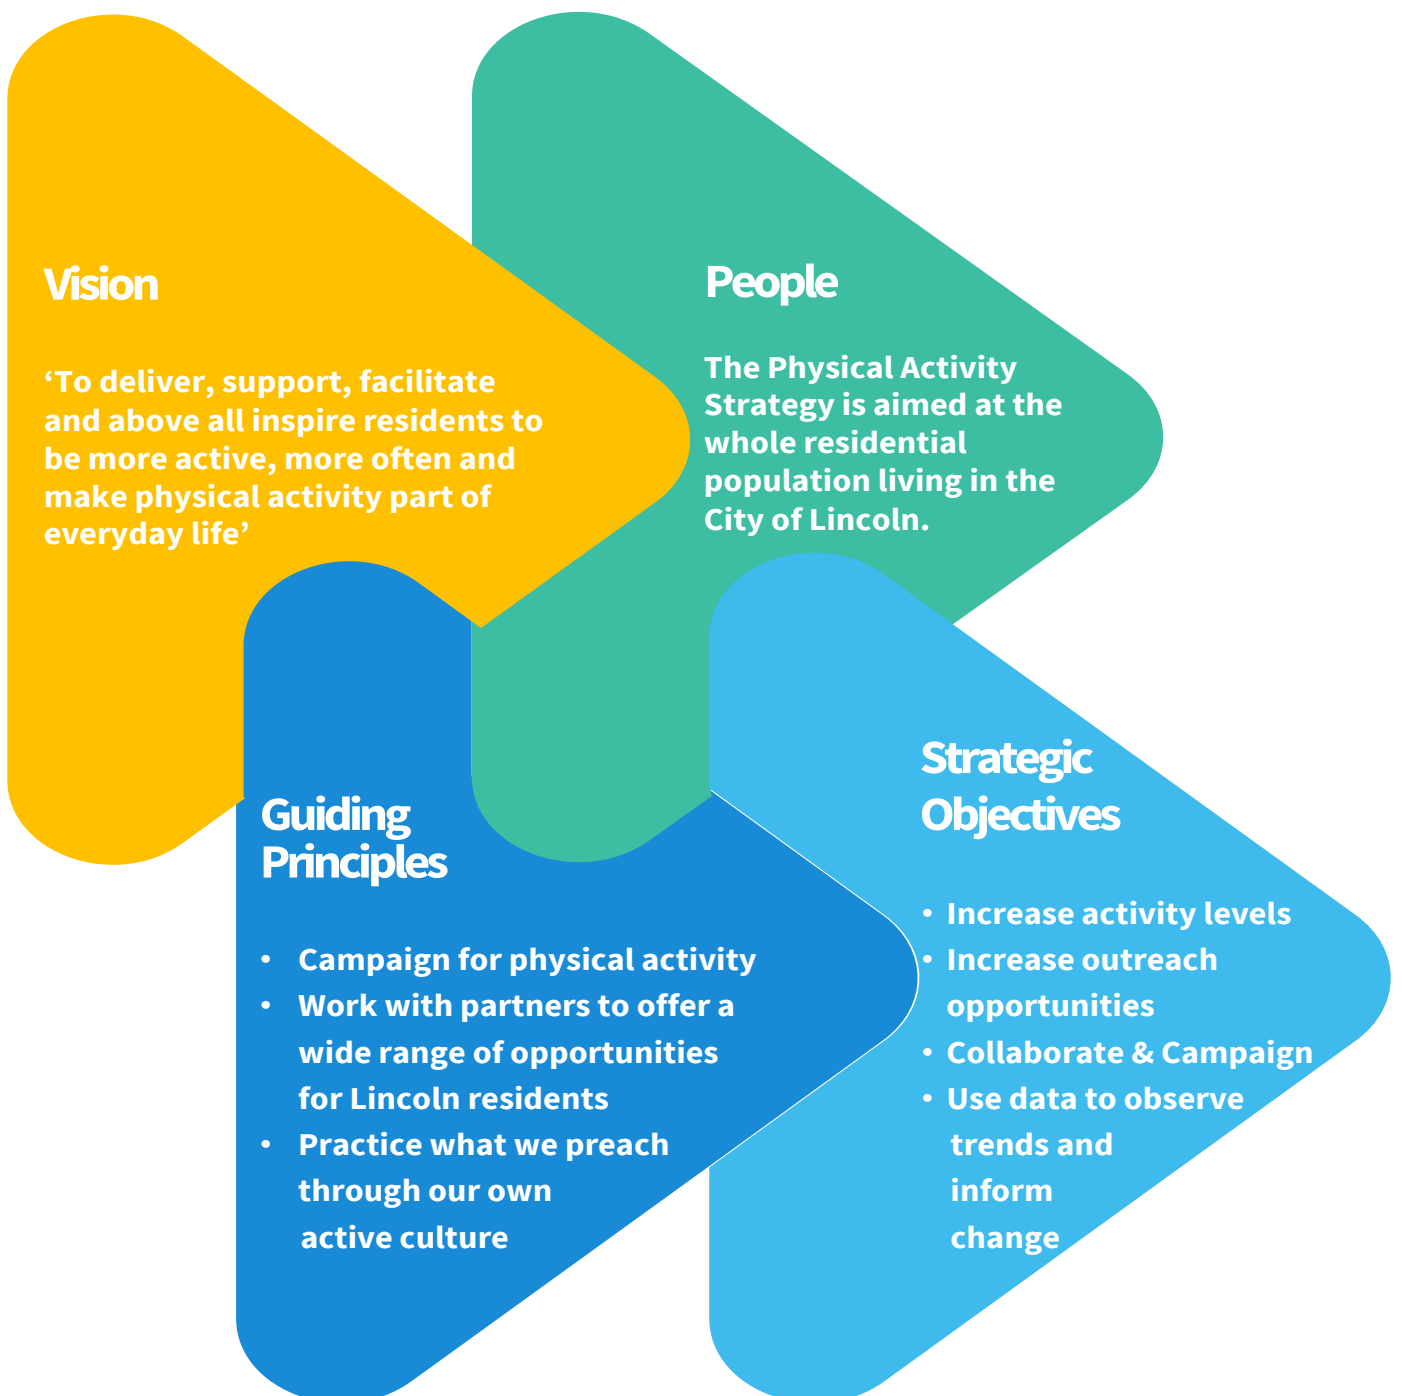 Vision
‘To deliver, support, facilitate
and above all inspire residents to
be more active, more often and
make physical activity part of
everyday life’
People
The Physical Activity
Strategy is aimed at the
whole residential
population living in the
City of Lincoln.
Guiding
Principles
• Campaign for physical activity
• Work with partners to offer a
wide range of opportunities
for Lincoln residents
• Practice what we preach
through our own
active culture
Strategic
Objectives
• Increase activity levels
• Increase outreach
opportunities
• Collaborate & Campaign
• Use data to observe
trends and
inform
change